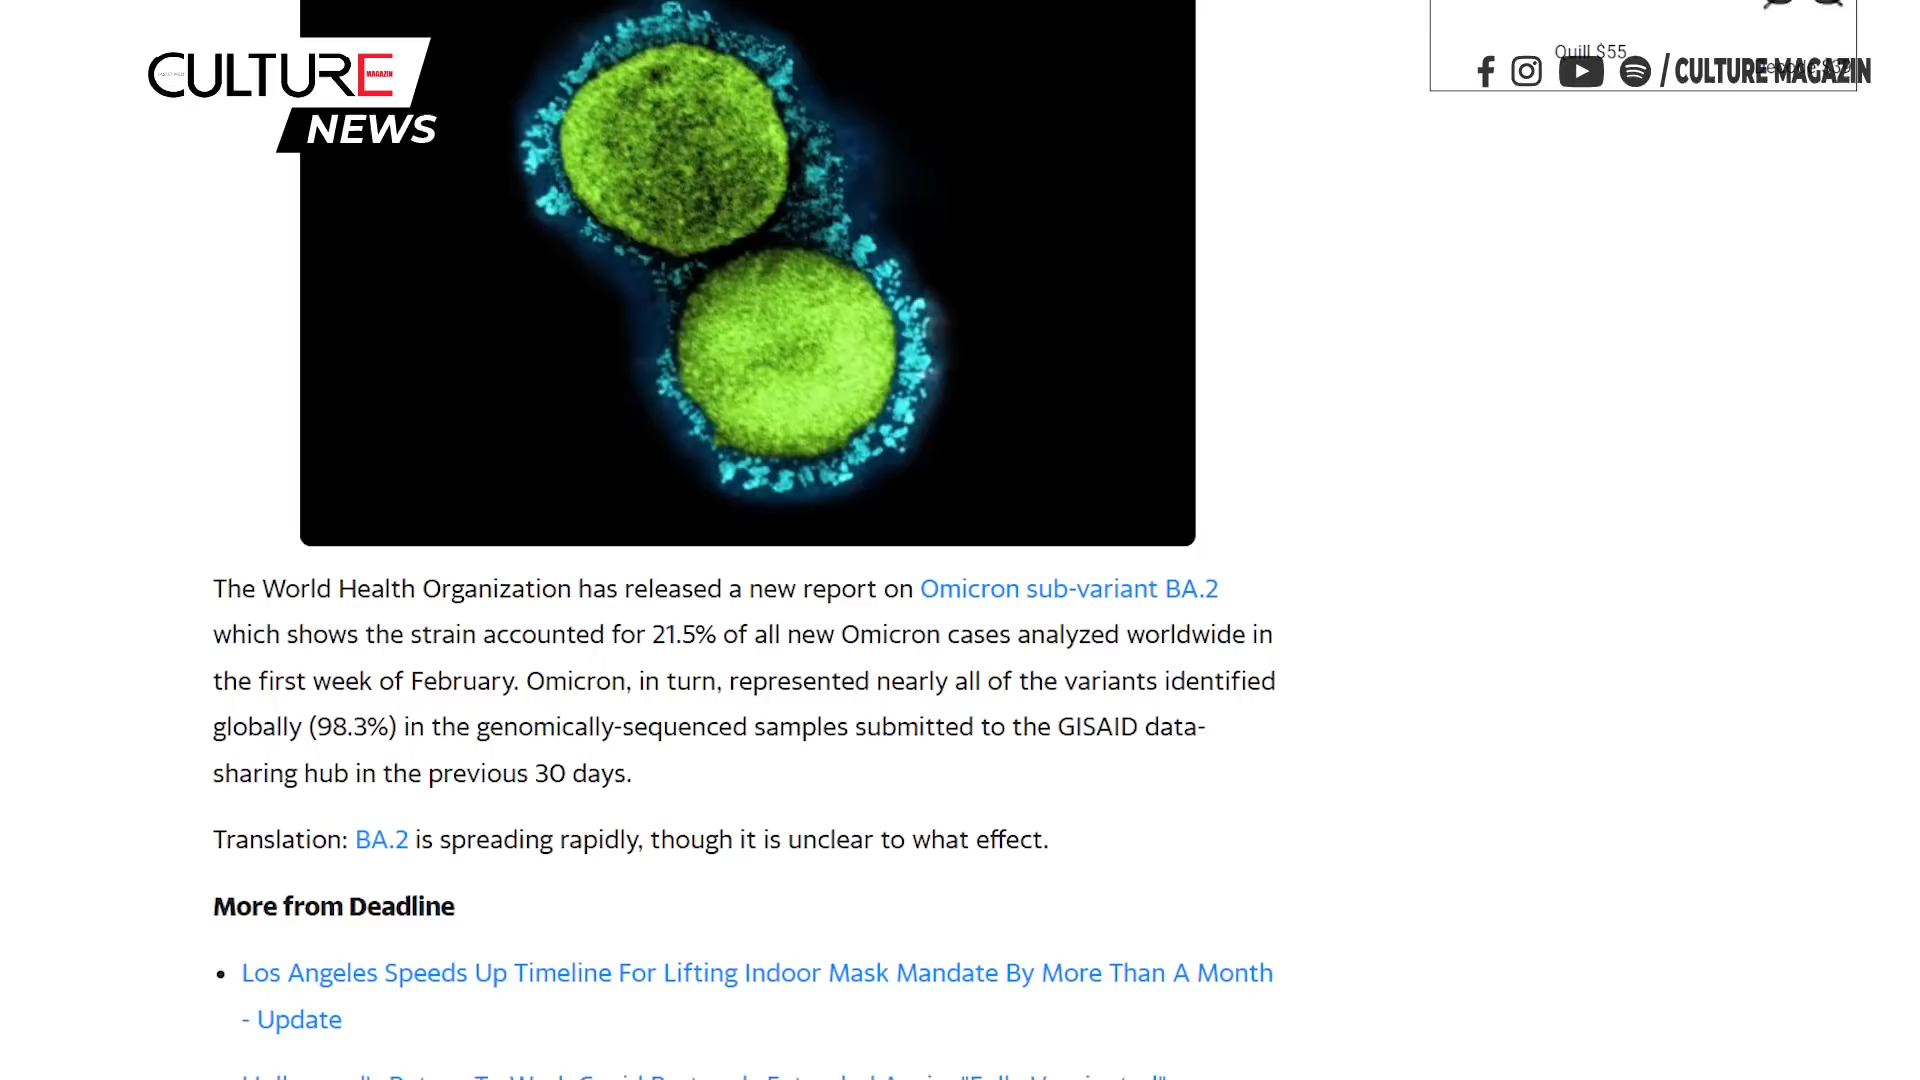 CULTURE
MAGAZIN
NEWS
Quill $55
/ CULTURE MAGAZIN
The World Health Organization has released a new report on Omicron sub-variant BA.2
which shows the strain accounted for 21.5% of all new Omicron cases analyzed worldwide in
the first week of February. Omicron, in turn, represented nearly all of the variants identified
globally (98.3%) in the genomically-sequenced samples submitted to the GISAID data-
sharing hub in the previous 30 days.
Translation: BA.2 is spreading rapidly, though it is unclear to what effect.
More from Deadline
• Los Angeles Speeds Up Timeline For Lifting Indoor Mask Mandate By More Than A Month
- Update